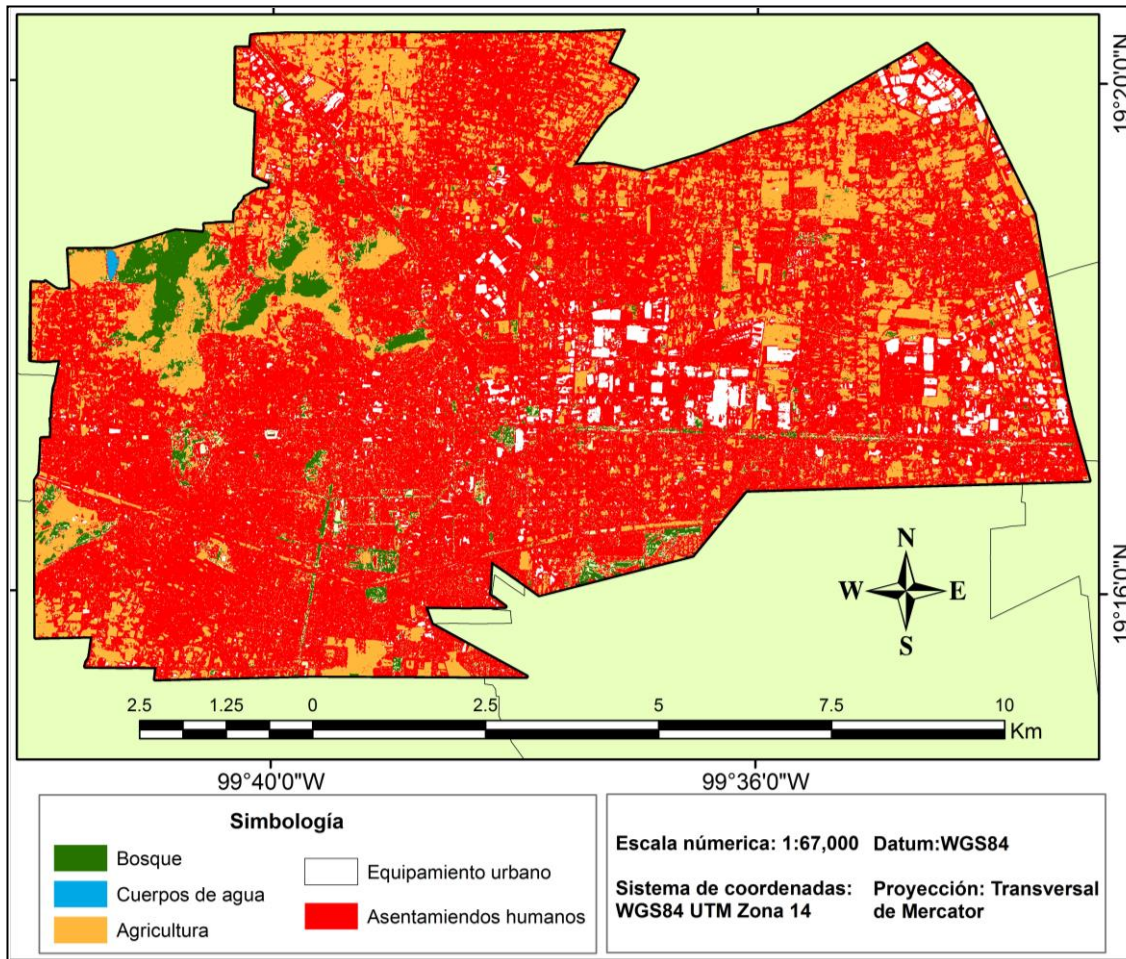 19°20'0"N
19°16'0"N
N
W E
S
2.5 1.25 0 2.5 5 7.5 10
Km
99°40'0"W 99°36'0"W
Simbología
Bosque
Cuerpos de agua
Agricultura
Equipamiento urbano
Asentamiendos humanos
Escala númerica: 1:67,000 Datum:WGS84
Sistema de coordenadas:
WGS84 UTM Zona 14
Proyección: Transversal
de Mercator